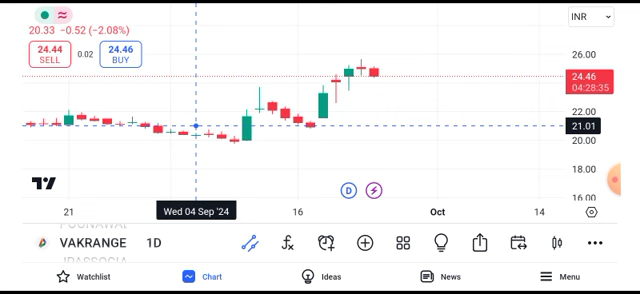 INR
20.33 −0.52 (−2.08%)
24.44
SELL
0.02
24.46
BUY
26.00
24.46
04:28:35
22.00
21.01
20.00
18.00
16.00
D
21
Wed 04 Sep '24
16
Oct
14
VAKRANGE
1D
Watchlist
Chart
Ideas
News
Menu